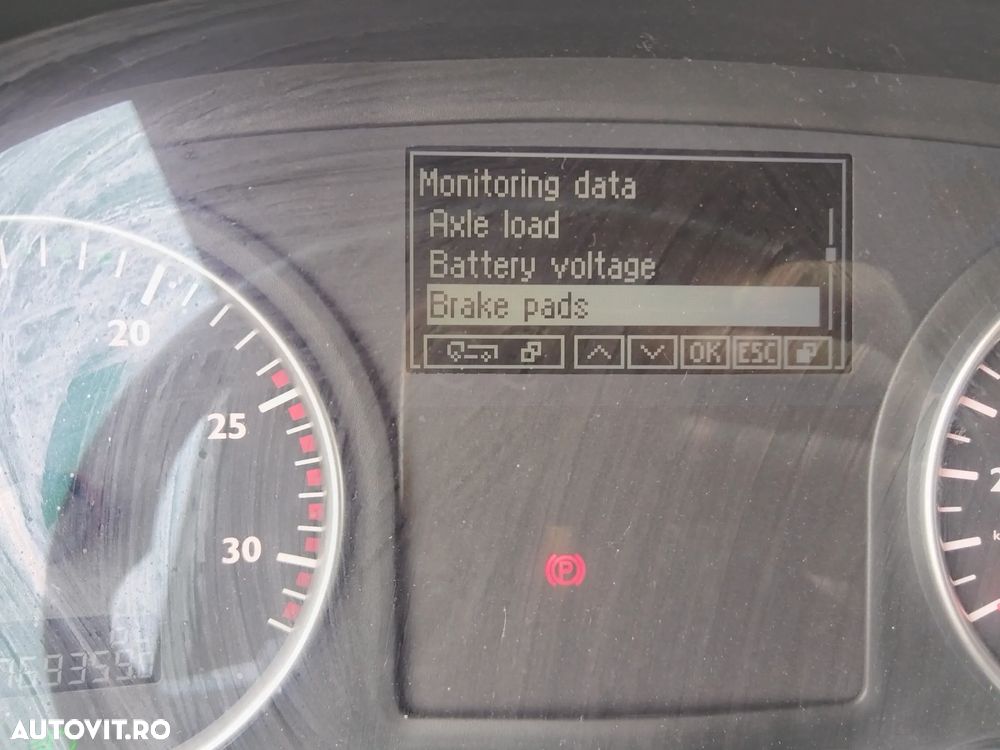 Monitoring data
Axle load
Battery voltage
Brake pads
OK ESC
20
25
30
P
AUTOVIT.RO